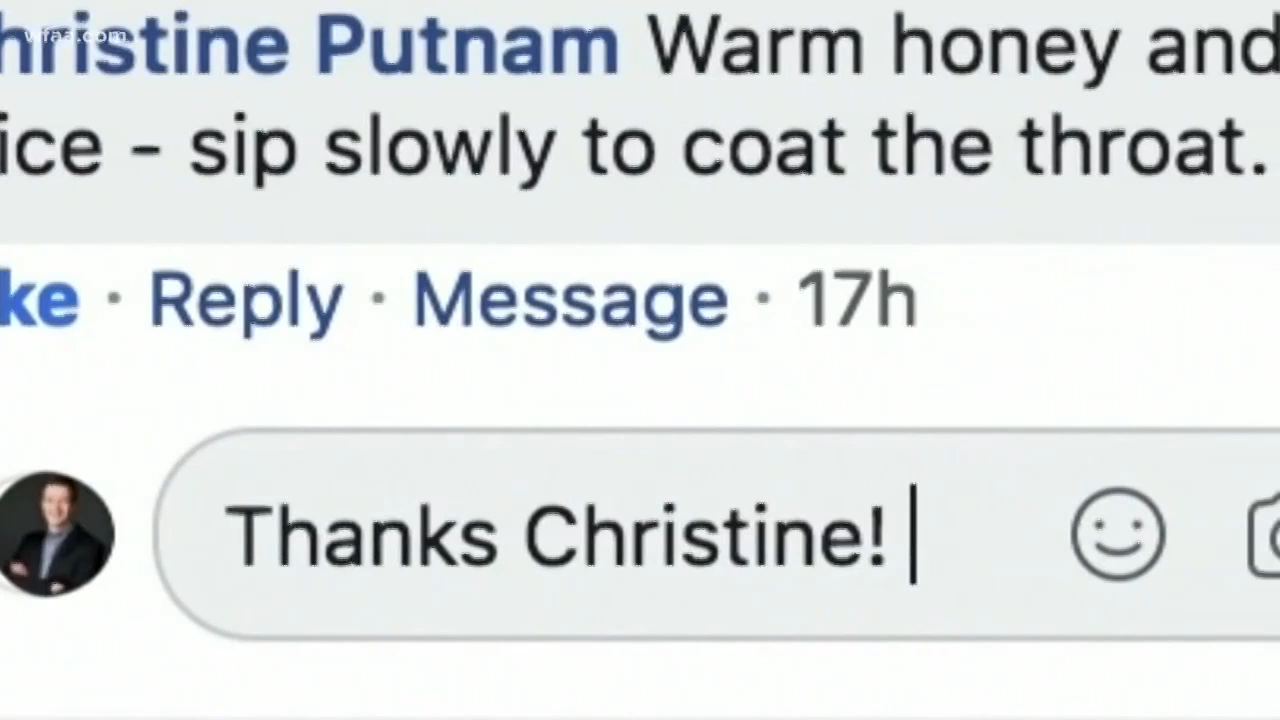 wfaa.com
hristine Putnam Warm honey and
ice - sip slowly to coat the throat.
ke · Reply · Message · 17h
Thanks Christine!